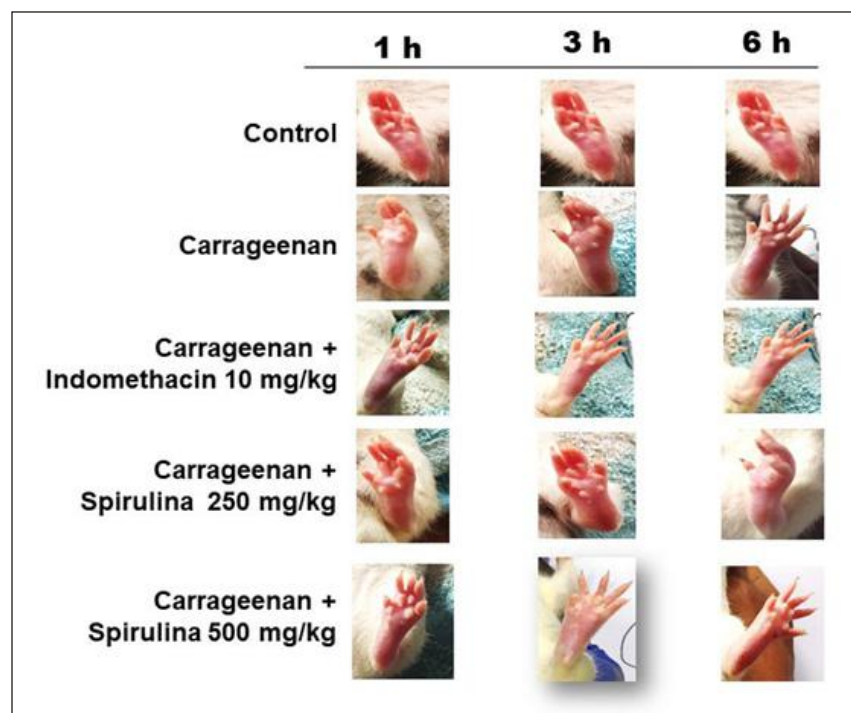 1 h 3 h 6 h
Control
Carrageenan
Carrageenan +
Indomethacin 10 mg/kg
Carrageenan +
Spirulina 250 mg/kg
Carrageenan +
Spirulina 500 mg/kg